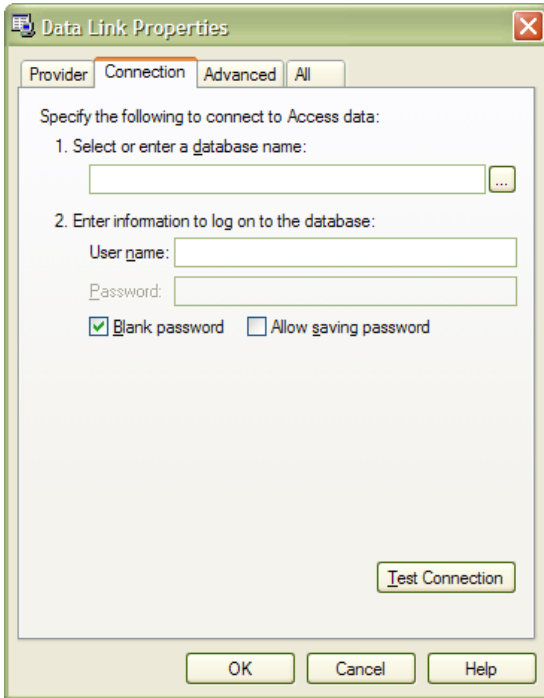 Data Link Properties
Provider Connection Advanced All
Specify the following to connect to Access data:
1. Select or enter a database name:
...
2. Enter information to log on to the database:
User name:
Password:
Blank password Allow saving password
Test Connection
OK Cancel Help